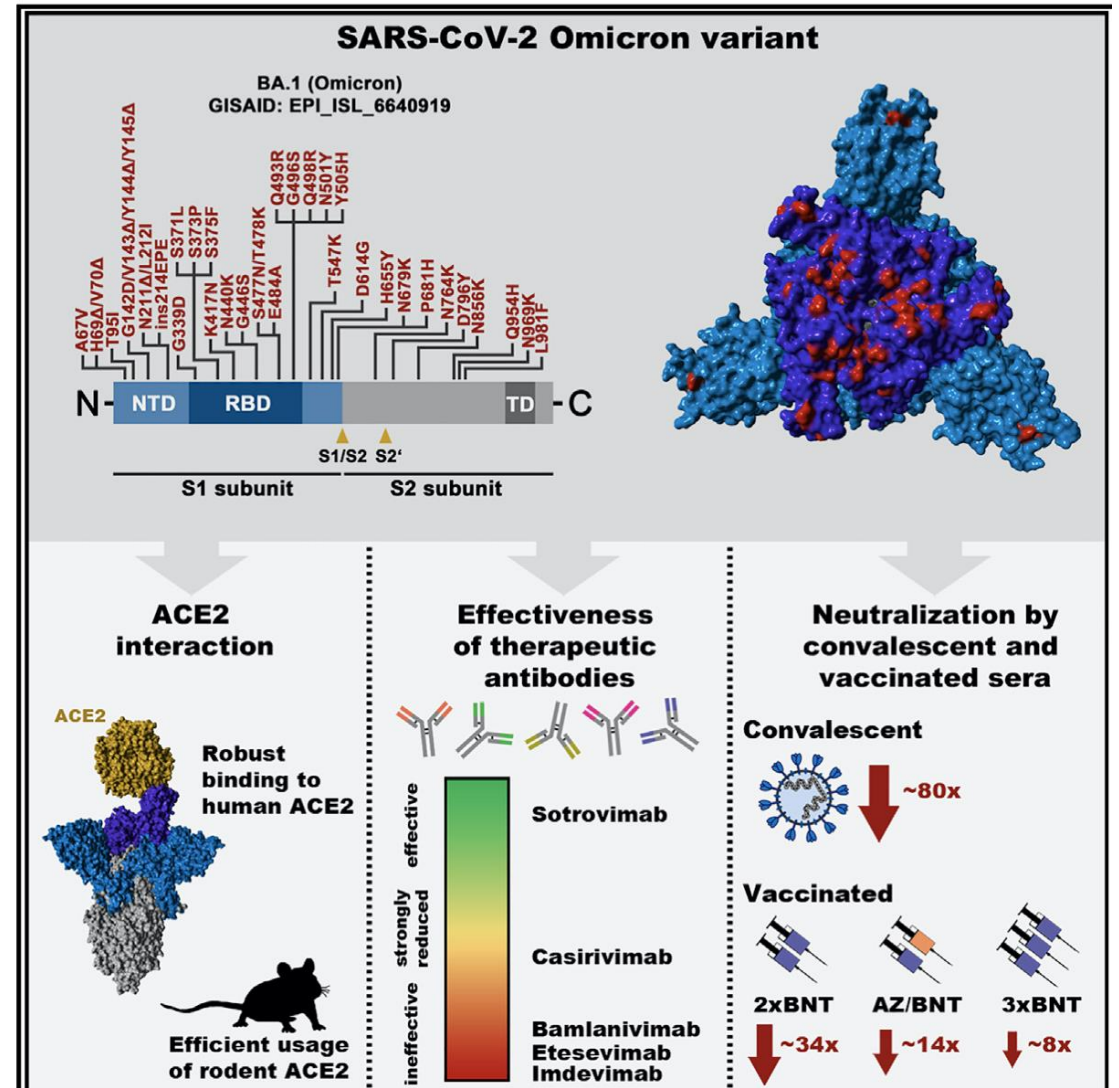 SARS-CoV-2 Omicron variant
BA.1 (Omicron)
GISAID: EPI_ISL_6640919
A67V
H69Δ/V70Δ
T95I
G142D/V143Δ/Y144Δ/Y145Δ
N211Δ/L212I
ins214EPE
G339D
S371L
S373P
S375F
K417N
N440K
G446S
S477N/T478K
E484A
Q493R
G496S
Q498R
N501Y
Y505H
T547K
D614G
H655Y
N679K
P681H
N764K
D796Y
N856K
Q954H
N969K
L981F
N
NTD
RBD
TD
C
S1/S2
S2‘
S1 subunit
S2 subunit
ACE2
interaction
ACE2
Robust
binding to
human ACE2
Efficient usage
of rodent ACE2
Effectiveness
of therapeutic
antibodies
effective
strongly
reduced
ineffective
Sotrovimab
Casirivimab
Bamlanivimab
Etesevimab
Imdevimab
Neutralization by
convalescent and
vaccinated sera
Convalescent
~80x
Vaccinated
2xBNT
AZ/BNT
3xBNT
~34x
~14x
~8x